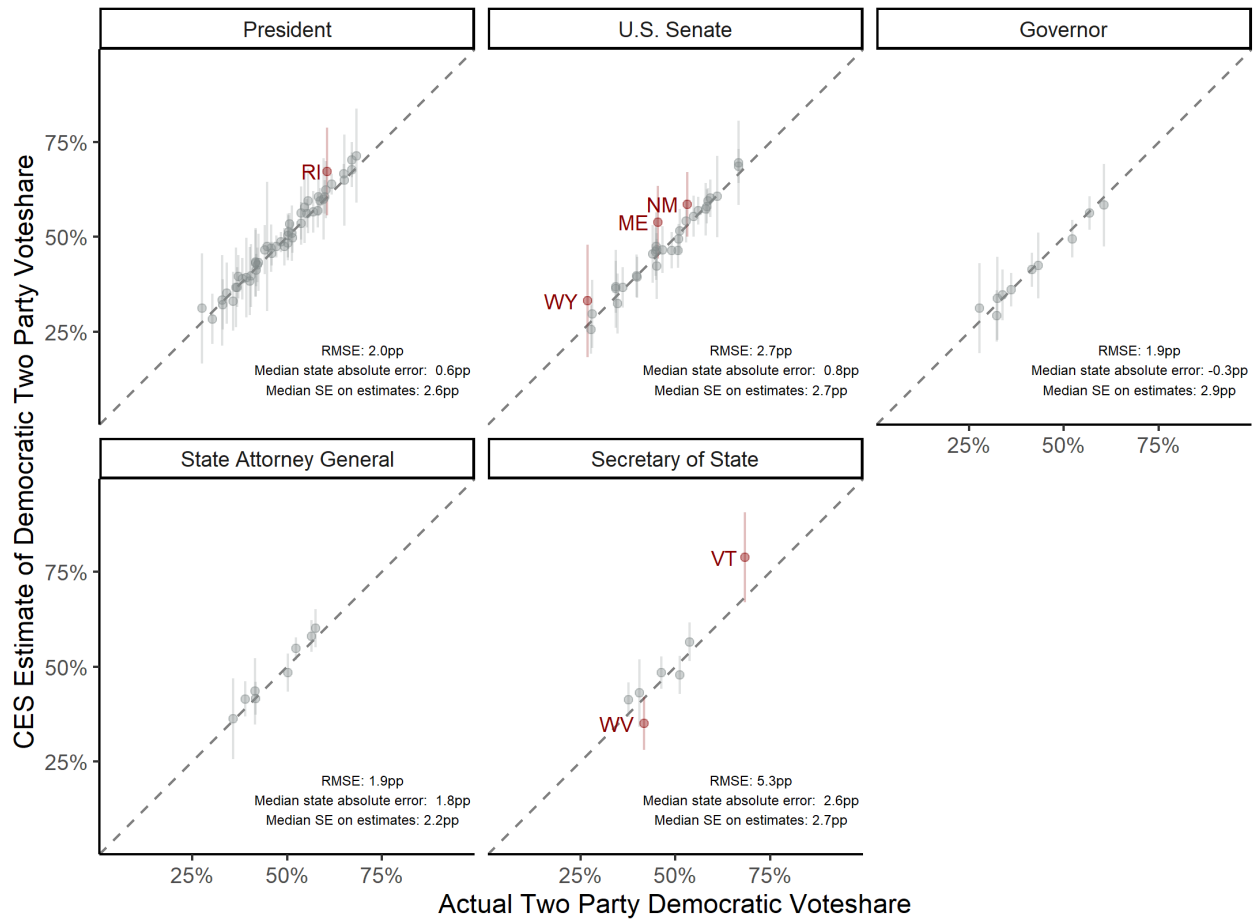 President
U.S. Senate
Governor
CES Estimate of Democratic Two Party Voteshare
75%
50%
25%
RI
RMSE: 2.0pp
Median state absolute error: 0.6pp
Median SE on estimates: 2.6pp
NM
ME
WY
RMSE: 2.7pp
Median state absolute error: 0.8pp
Median SE on estimates: 2.7pp
RMSE: 1.9pp
Median state absolute error: -0.3pp
Median SE on estimates: 2.9pp
25% 50% 75%
State Attorney General
Secretary of State
75%
50%
25%
RMSE: 1.9pp
Median state absolute error: 1.8pp
Median SE on estimates: 2.2pp
VT
WV
RMSE: 5.3pp
Median state absolute error: 2.6pp
Median SE on estimates: 2.7pp
25% 50% 75%
25% 50% 75%
Actual Two Party Democratic Voteshare